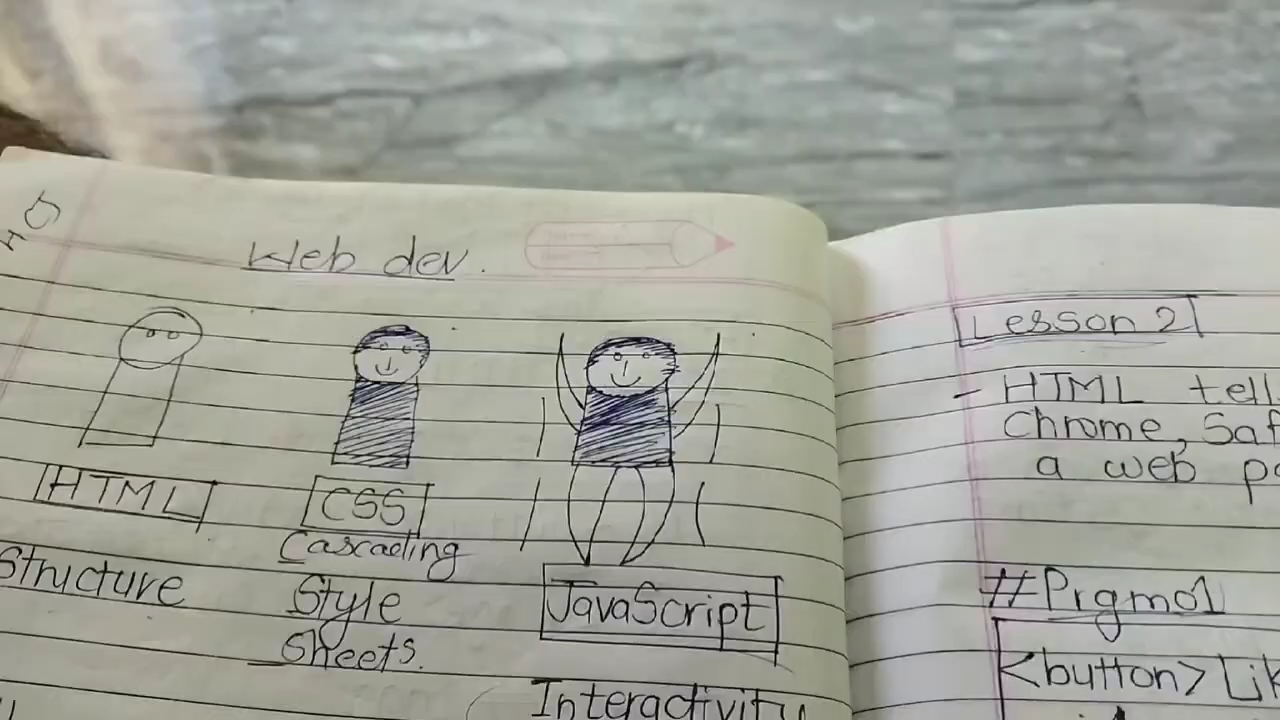 Web dev.
HTML
Structure
CSS
Cascading
Style
Sheets.
JavaScript
Interactivity
Lesson 2
- HTML tell
Chrome, Saf
a web
#Prgmo1
<button> Lik